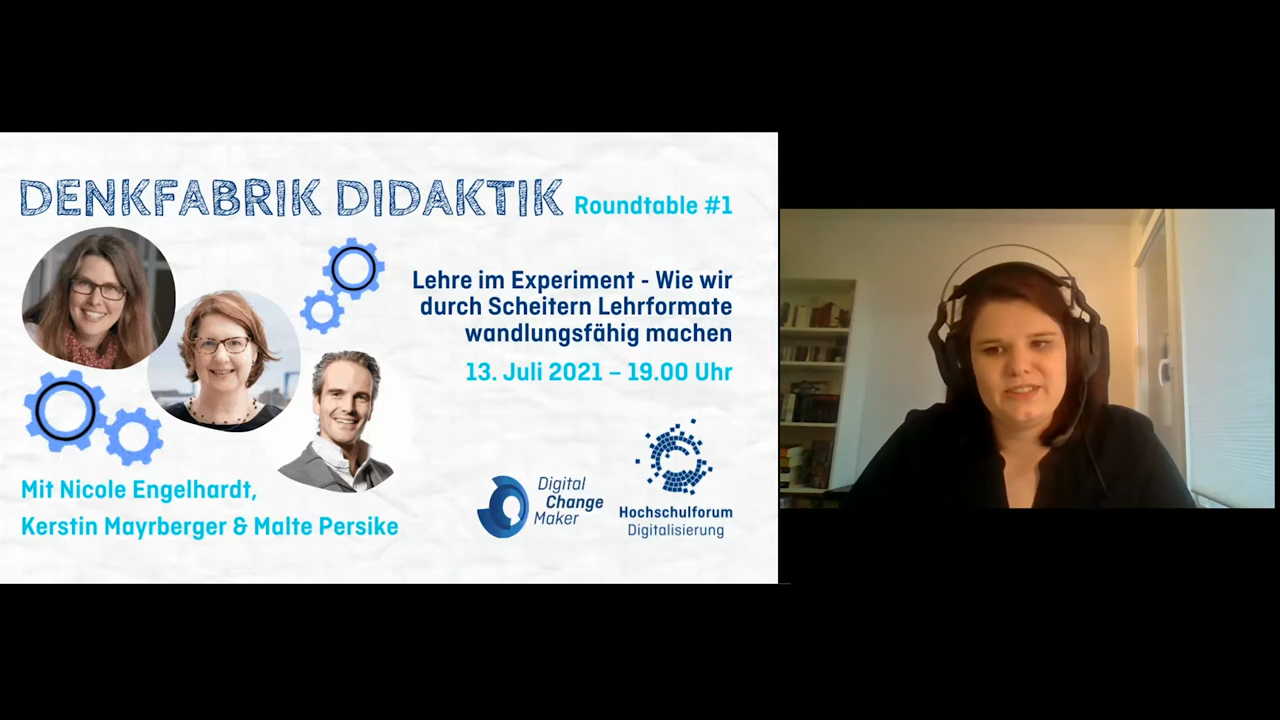 DENKFABRIK DIDAKTIK Roundtable #1
Lehre im Experiment - Wie wir
durch Scheitern Lehrformate
wandlungsfähig machen
13. Juli 2021 – 19.00 Uhr
Mit Nicole Engelhardt,
Kerstin Mayrberger & Malte Persike
Digital
Change
Maker
Hochschulforum
Digitalisierung